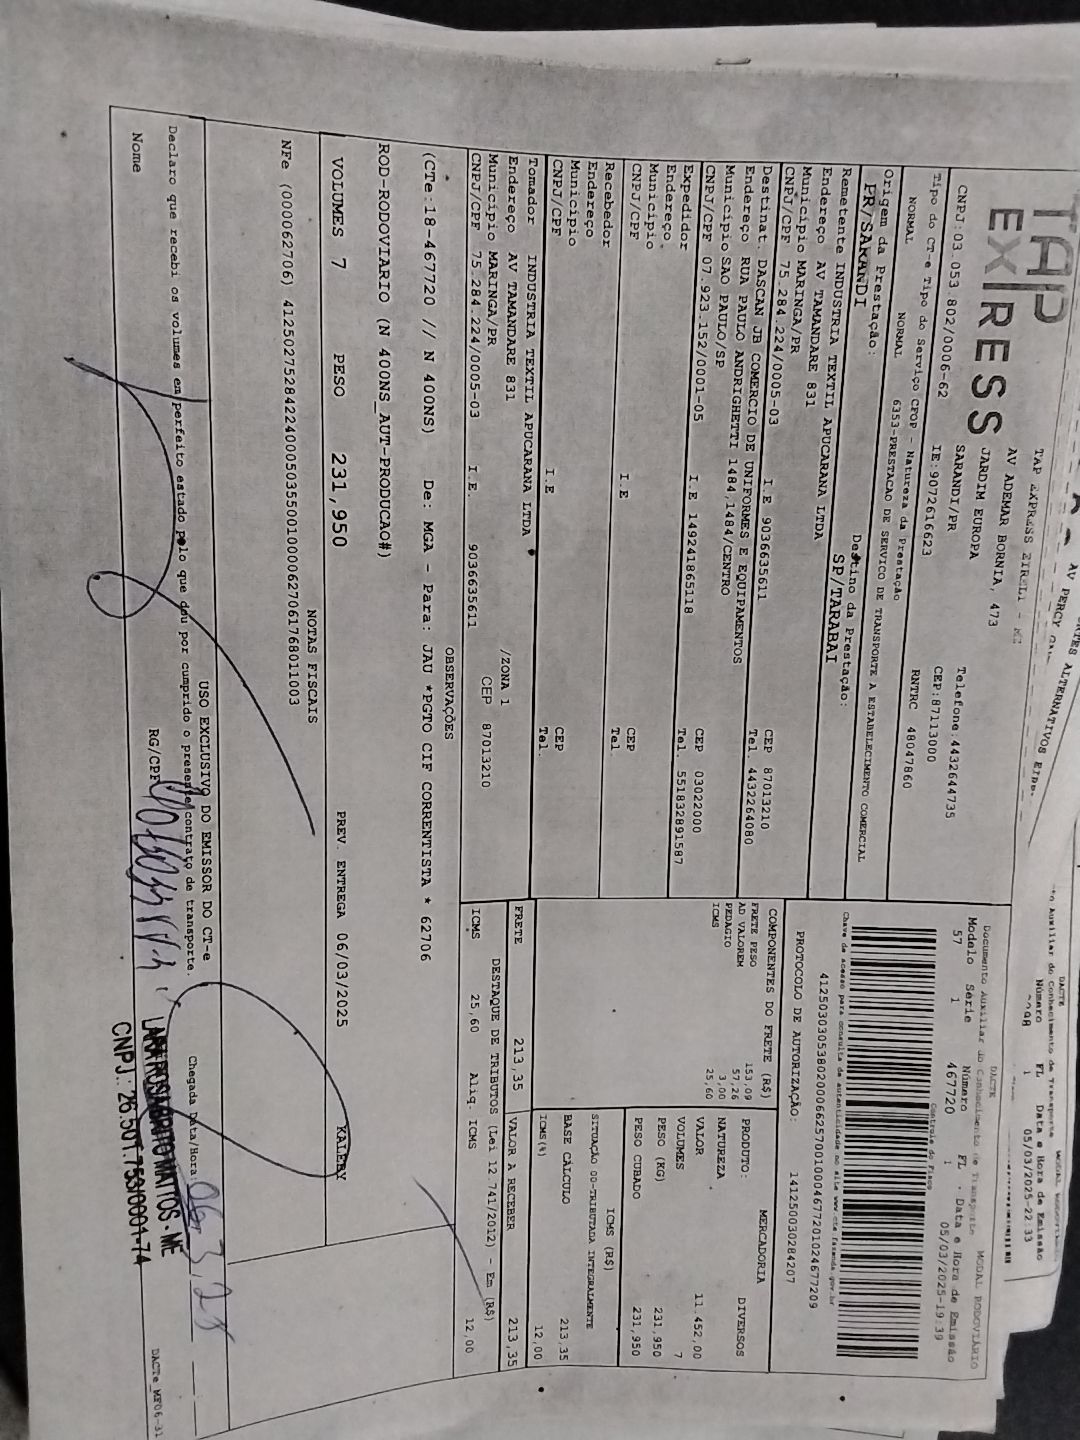 TAP EXPRESS
TAP EXPRESS EIRELI - ME
AV ADEMAR BORNIA, 473
JARDIM EUROPA
SARANDI/PR
Telefone:4432644735
CNPJ:03.053.802/0006-62 IE:9072616623 CEP:87113000
Tipo do CT-e Tipo do Serviço CFOP - Natureza da Prestação RNTRC 48047860
NORMAL NORMAL 6353-PRESTACAO DE SERVICO DE TRANSPORTE A ESTABELECIMENTO COMERCIAL
Origem da Prestação: Destino da Prestação:
PR/SARANDI SP/TARABAI
Remetente INDUSTRIA TEXTIL APUCARANA LTDA
Endereço AV TAMANDARE 831
Município MARINGA/PR CEP 87013210
CNPJ/CPF 75.284.224/0005-03 I.E 9036635611 Tel. 4432264080
Destinat. DASCAN JB COMERCIO DE UNIFORMES E EQUIPAMENTOS
Endereço RUA PAULO ANDRIGHETTI 1484,1484/CENTRO
Município SAO PAULO/SP CEP 03022000
CNPJ/CPF 07.923.152/0001-05 I.E 149241865118 Tel. 551832891587
Expedidor
Endereço
Município CEP
CNPJ/CPF I.E Tel
Recebedor
Endereço
Município CEP
CNPJ/CPF I.E Tel.
Tomador INDUSTRIA TEXTIL APUCARANA LTDA
Endereço AV TAMANDARE 831 /ZONA 1
Município MARINGA/PR CEP 87013210
CNPJ/CPF 75.284.224/0005-03 I.E. 9036635611
DACTE
Documento Auxiliar do Conhecimento de Transporte MODAL RODOVIÁRIO
Modelo Série Número FL Data e Hora de Emissão
57 1 467720 1 05/03/2025-19:39
Controle do Fisco
Chave de acesso para consulta de autenticidade no site www.cte.fazenda.gov.br
41250303053802000662570010004677201024677209
PROTOCOLO DE AUTORIZAÇÃO: 141250030284207
COMPONENTES DO FRETE (R$)
FRETE PESO 153,09
AD VALOREM 57,26
PEDAGIO 3,00
ICMS 25,60
PRODUTO: MERCADORIA
NATUREZA DIVERSOS
VALOR 11.452,00
VOLUMES 7
PESO (KG) 231,950
PESO CUBADO 231,950
ICMS (R$)
SITUAÇÃO 00-TRIBUTADA INTEGRALMENTE
BASE CÁLCULO 213,35
ICMS(%) 12,00
FRETE 213,35 VALOR A RECEBER 213,35
DESTAQUE DE TRIBUTOS (Lei 12.741/2012) - Em (R$)
ICMS 25,60 Aliq. ICMS 12,00
OBSERVAÇÕES
(CTe:18-467720 // N 400NS) De: MGA - Para: JAU *PGTO CIF CORRENTISTA * 62706
ROD-RODOVIARIO (N 400NS_AUT-PRODUCAO#)
VOLUMES 7 PESO 231,950 PREV. ENTREGA 06/03/2025 KALEBY
NOTAS FISCAIS
NFe (00062706) 41250275284224000503550010000627061768011003
USO EXCLUSIVO DO EMISSOR DO CT-e
Declaro que recebi os volumes em perfeito estado pelo que dou por cumprido o presente contrato de transporte.
Nome RG/CPF Chegada Data/Hora:
CNPJ.: 26.501.753/0001-74
DACTe